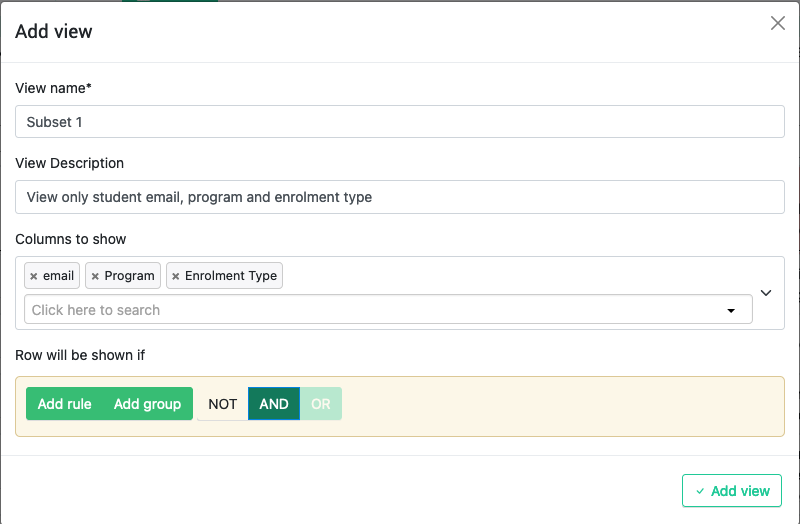 Add view
View name*
Subset 1
View Description
View only student email, program and enrolment type
Columns to show
× email × Program × Enrolment Type
Click here to search
Row will be shown if
Add rule Add group NOT AND OR
✓ Add view